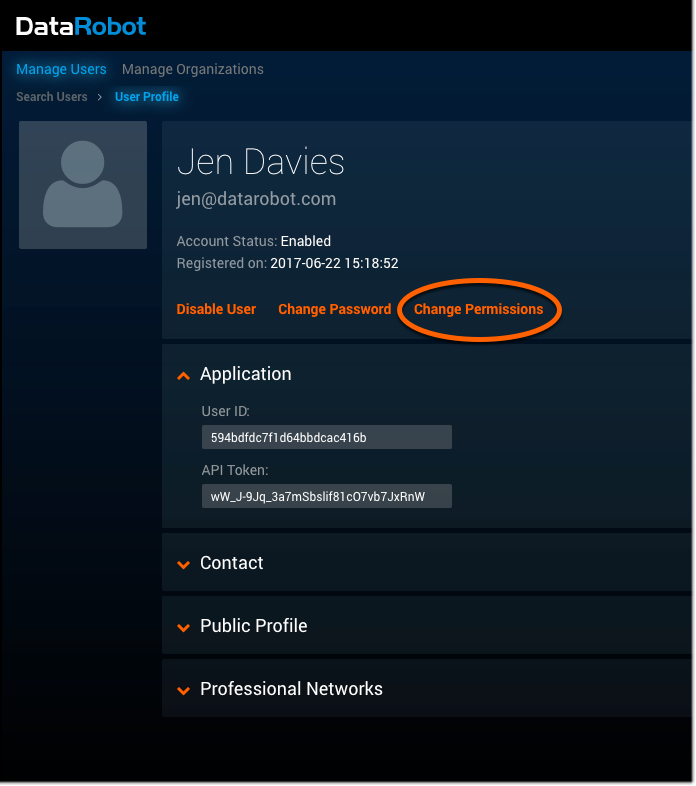 DataRobot
Manage Users Manage Organizations
Search Users > User Profile
Jen Davies
jen@datarobot.com
Account Status: Enabled
Registered on: 2017-06-22 15:18:52
Disable User Change Password Change Permissions
Application
User ID:
594bdfdc7f1d64bbdcac416b
API Token:
wW_J-9Jq_3a7mSbslif81cO7vb7JxRnW
Contact
Public Profile
Professional Networks